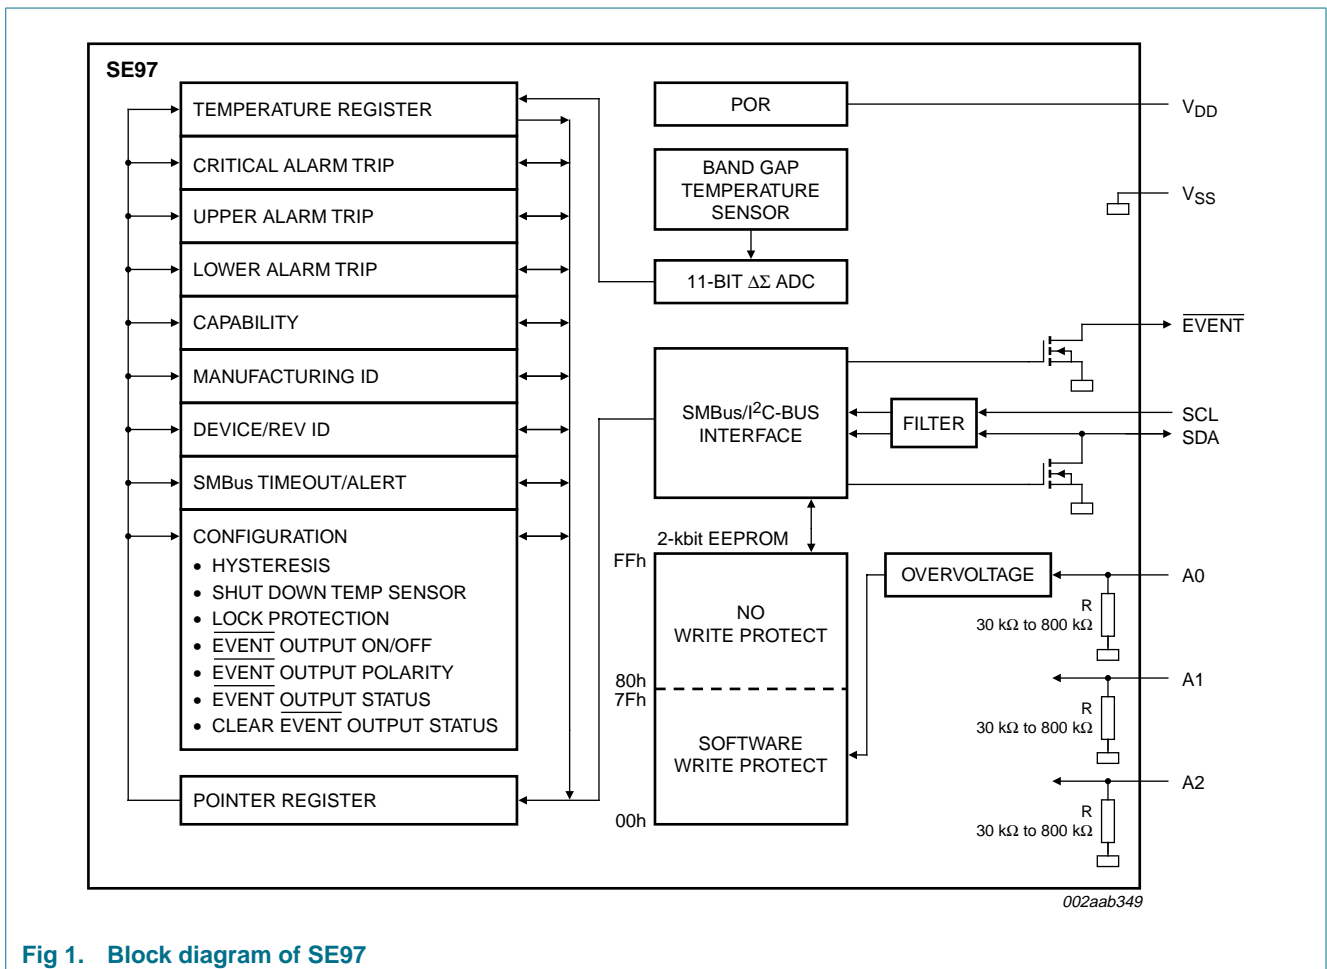 SE97
TEMPERATURE REGISTER
CRITICAL ALARM TRIP
UPPER ALARM TRIP
LOWER ALARM TRIP
CAPABILITY
MANUFACTURING ID
DEVICE/REV ID
SMBus TIMEOUT/ALERT
CONFIGURATION
• HYSTERESIS
• SHUT DOWN TEMP SENSOR
• LOCK PROTECTION
• EVENT OUTPUT ON/OFF
• EVENT OUTPUT POLARITY
• EVENT OUTPUT STATUS
• CLEAR EVENT OUTPUT STATUS
POINTER REGISTER
POR
BAND GAP
TEMPERATURE
SENSOR
11-BIT ΔΣ ADC
SMBus/I²C-BUS
INTERFACE
FILTER
2-kbit EEPROM
FFh
NO
WRITE PROTECT
80h
7Fh
SOFTWARE
WRITE PROTECT
00h
OVERVOLTAGE
R
30 kΩ to 800 kΩ
R
30 kΩ to 800 kΩ
R
30 kΩ to 800 kΩ
VDD
VSS
EVENT
SCL
SDA
A0
A1
A2
002aab349
Fig 1. Block diagram of SE97